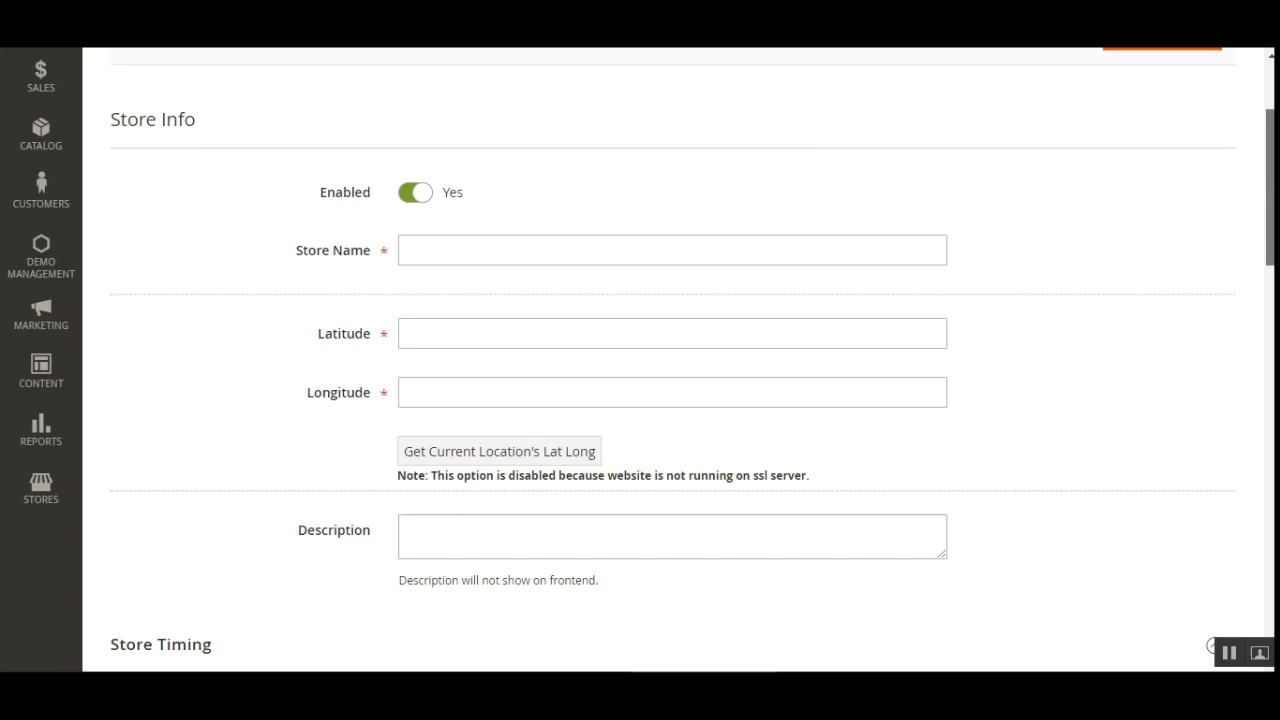 SALES
CATALOG
CUSTOMERS
DEMO
MANAGEMENT
MARKETING
CONTENT
REPORTS
STORES
Store Info
Enabled Yes
Store Name *
Latitude *
Longitude *
Get Current Location's Lat Long
Note: This option is disabled because website is not running on ssl server.
Description
Description will not show on frontend.
Store Timing